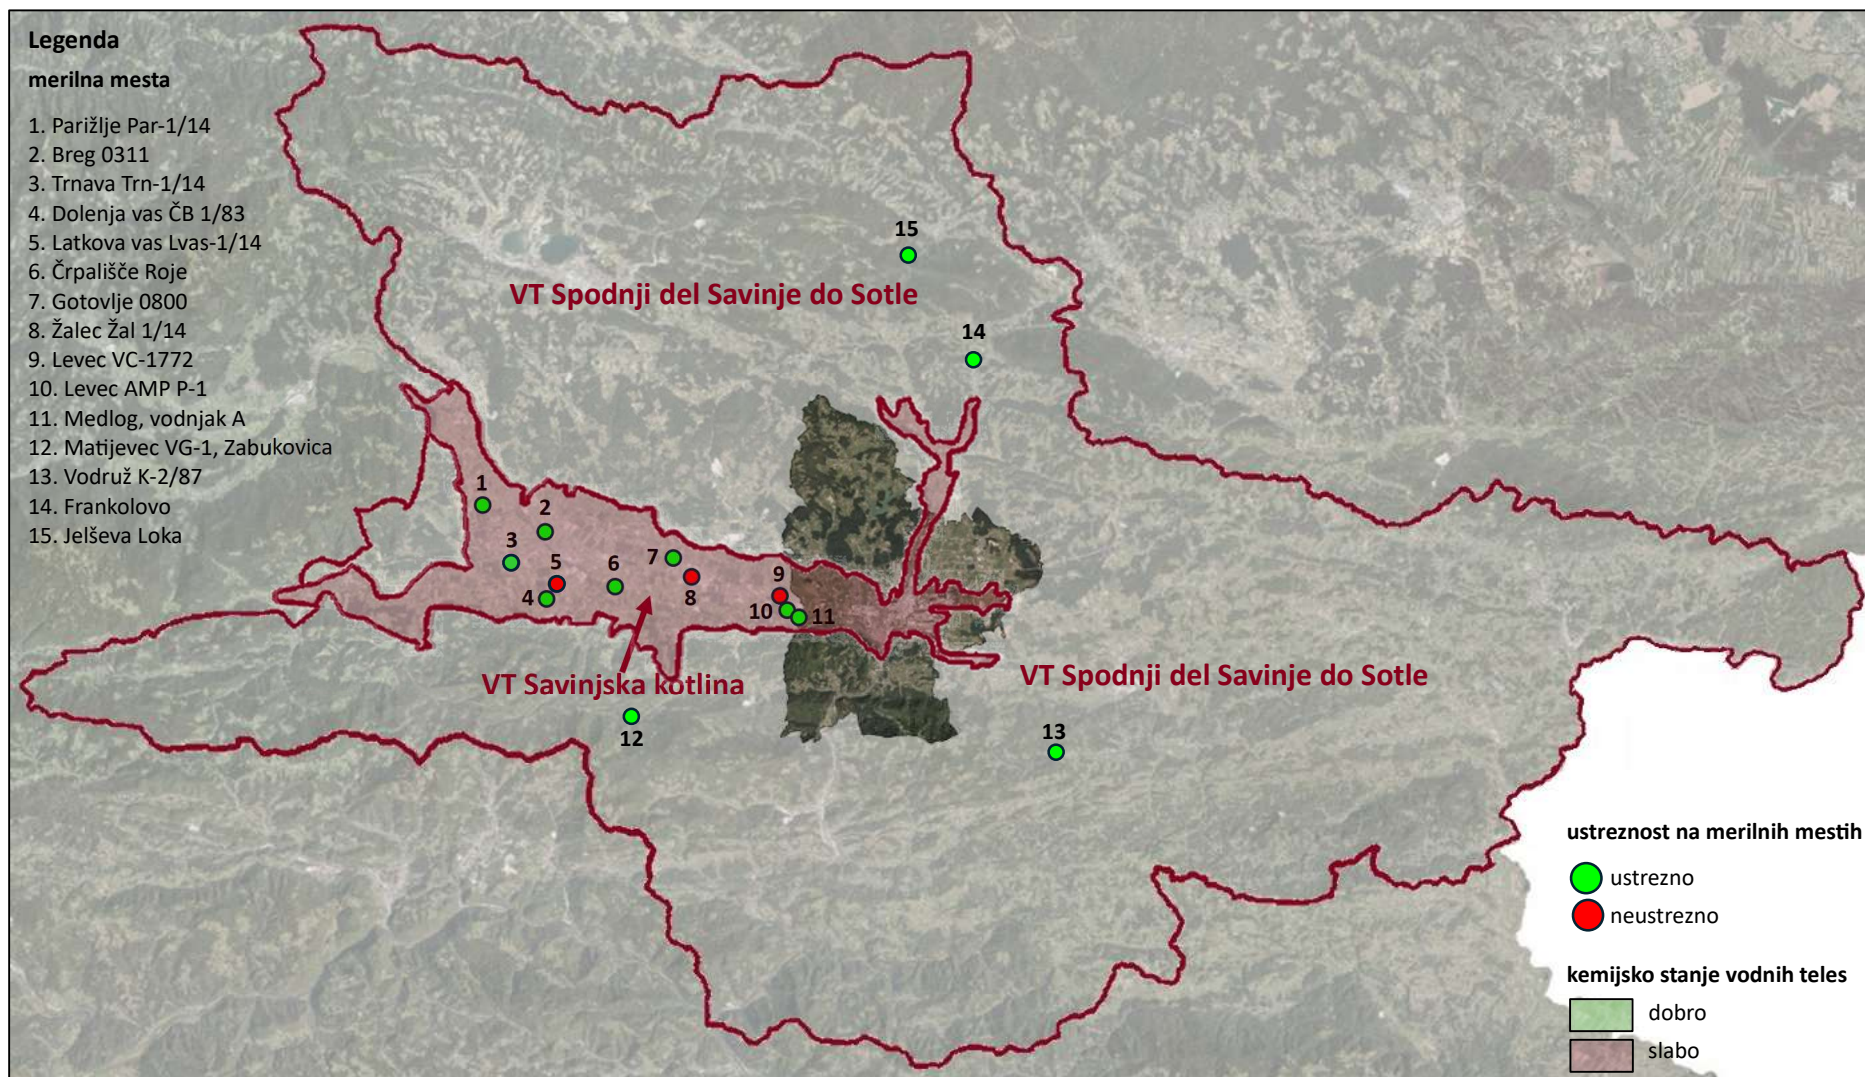 Legenda
merilna mesta
1. Parižlje Par-1/14
2. Breg 0311
3. Trnava Trn-1/14
4. Dolenja vas ČB 1/83
5. Latkova vas Lvas-1/14
6. Črpališče Roje
7. Gotovlje 0800
8. Žalec Žal 1/14
9. Levec VC-1772
10. Levec AMP P-1
11. Medlog, vodnjak A
12. Matijevec VG-1, Zabukovica
13. Vodruž K-2/87
14. Frankolovo
15. Jelševa Loka
15
VT Spodnji del Savinje do Sotle
14
1
2
3
5
6
7
4
8
9
10
11
VT Savinjska kotlina
VT Spodnji del Savinje do Sotle
12
13
ustreznost na merilnih mestih
ustrezno
neustrezno
kemijsko stanje vodnih teles
dobro
slabo